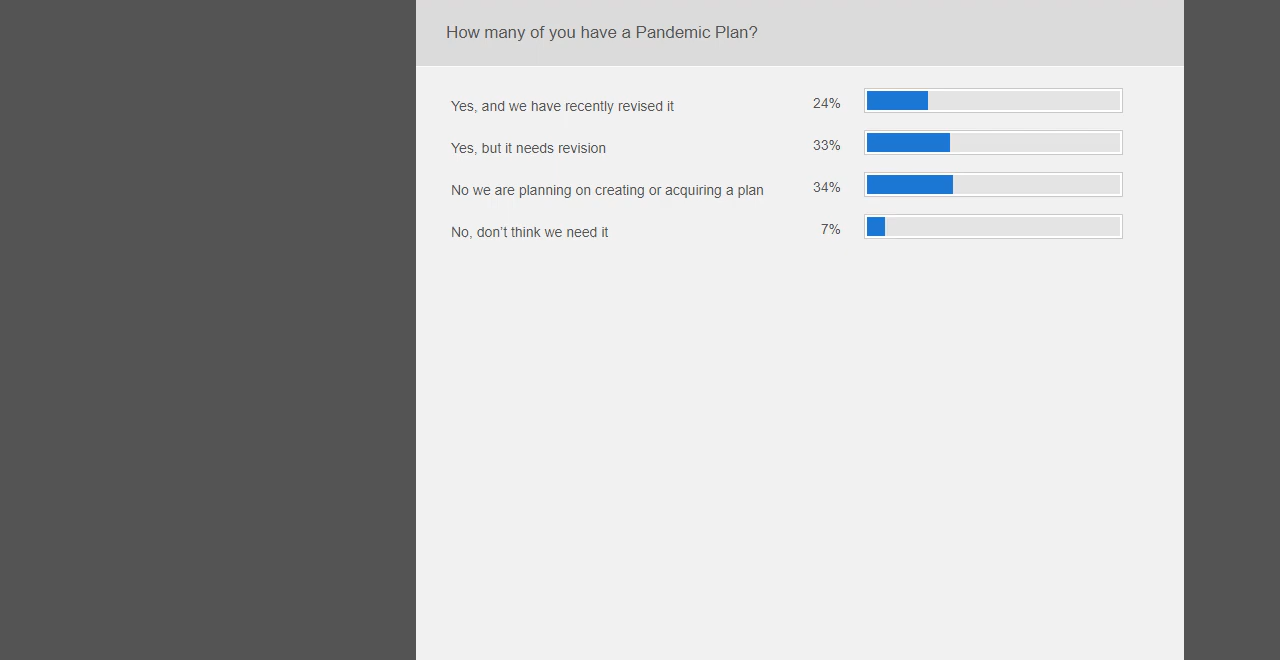 How many of you have a Pandemic Plan?
Yes, and we have recently revised it 24%
Yes, but it needs revision 33%
No we are planning on creating or acquiring a plan 34%
No, don’t think we need it 7%